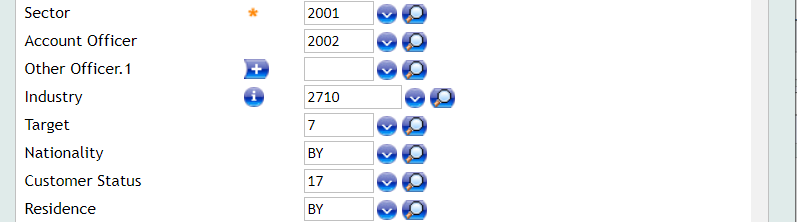 Sector * 2001
Account Officer 2002
Other Officer.1
Industry 2710
Target 7
Nationality BY
Customer Status 17
Residence BY